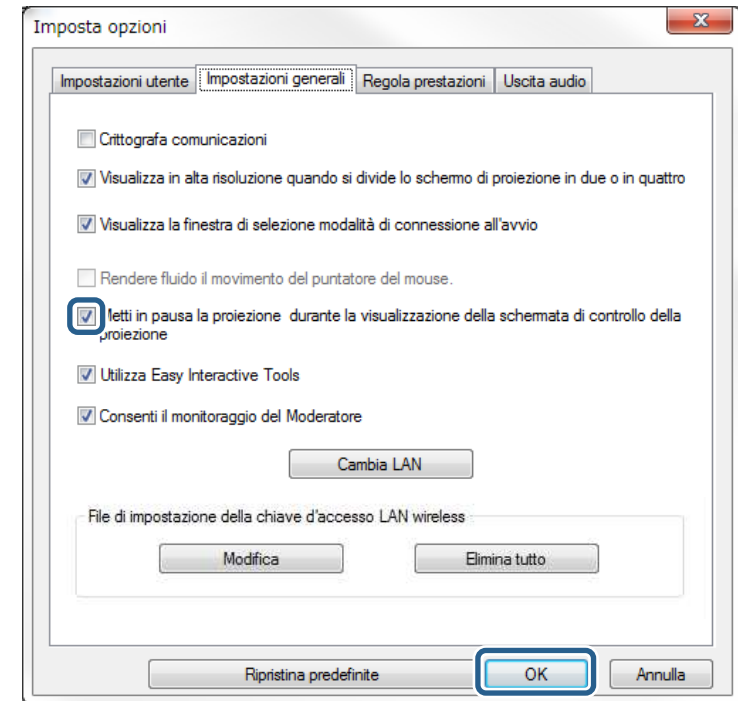 Imposta opzioni
Impostazioni utente Impostazioni generali Regola prestazioni Uscita audio
Crittografa comunicazioni
Visualizza in alta risoluzione quando si divide lo schermo di proiezione in due o in quattro
Visualizza la finestra di selezione modalità di connessione all'avvio
Rendere fluido il movimento del puntatore del mouse.
Metti in pausa la proiezione durante la visualizzazione della schermata di controllo della
proiezione
Utilizza Easy Interactive Tools
Consenti il monitoraggio del Moderatore
Cambia LAN
File di impostazione della chiave d'accesso LAN wireless
Modifica Elimina tutto
Ripristina predefinite OK Annulla